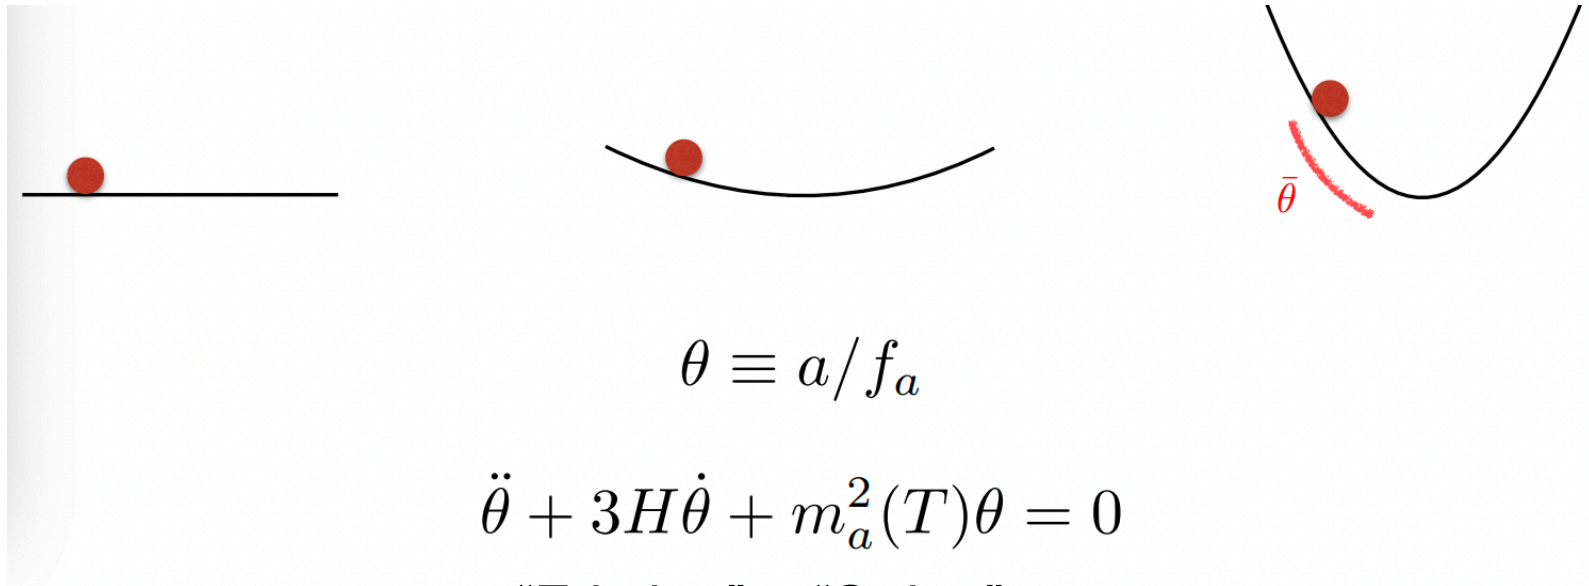 θ̄
θ ≡ a/f_a
θ̈ + 3Hθ̇ + m_a^2(T)θ = 0